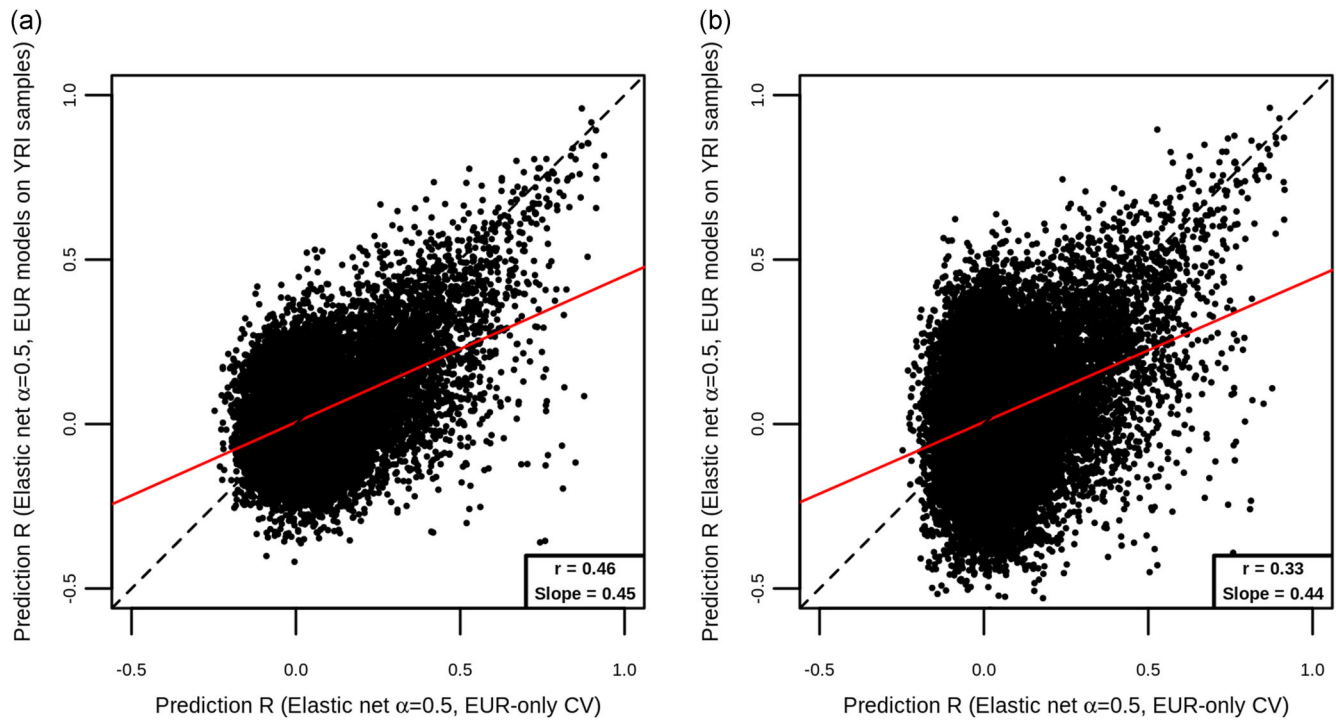 (a)
Prediction R (Elastic net α=0.5, EUR models on YRI samples)
1.0
0.5
0.0
-0.5
r = 0.46
Slope = 0.45
-0.5 0.0 0.5 1.0
Prediction R (Elastic net α=0.5, EUR-only CV)
(b)
Prediction R (Elastic net α=0.5, EUR models on YRI samples)
1.0
0.5
0.0
-0.5
r = 0.33
Slope = 0.44
-0.5 0.0 0.5 1.0
Prediction R (Elastic net α=0.5, EUR-only CV)